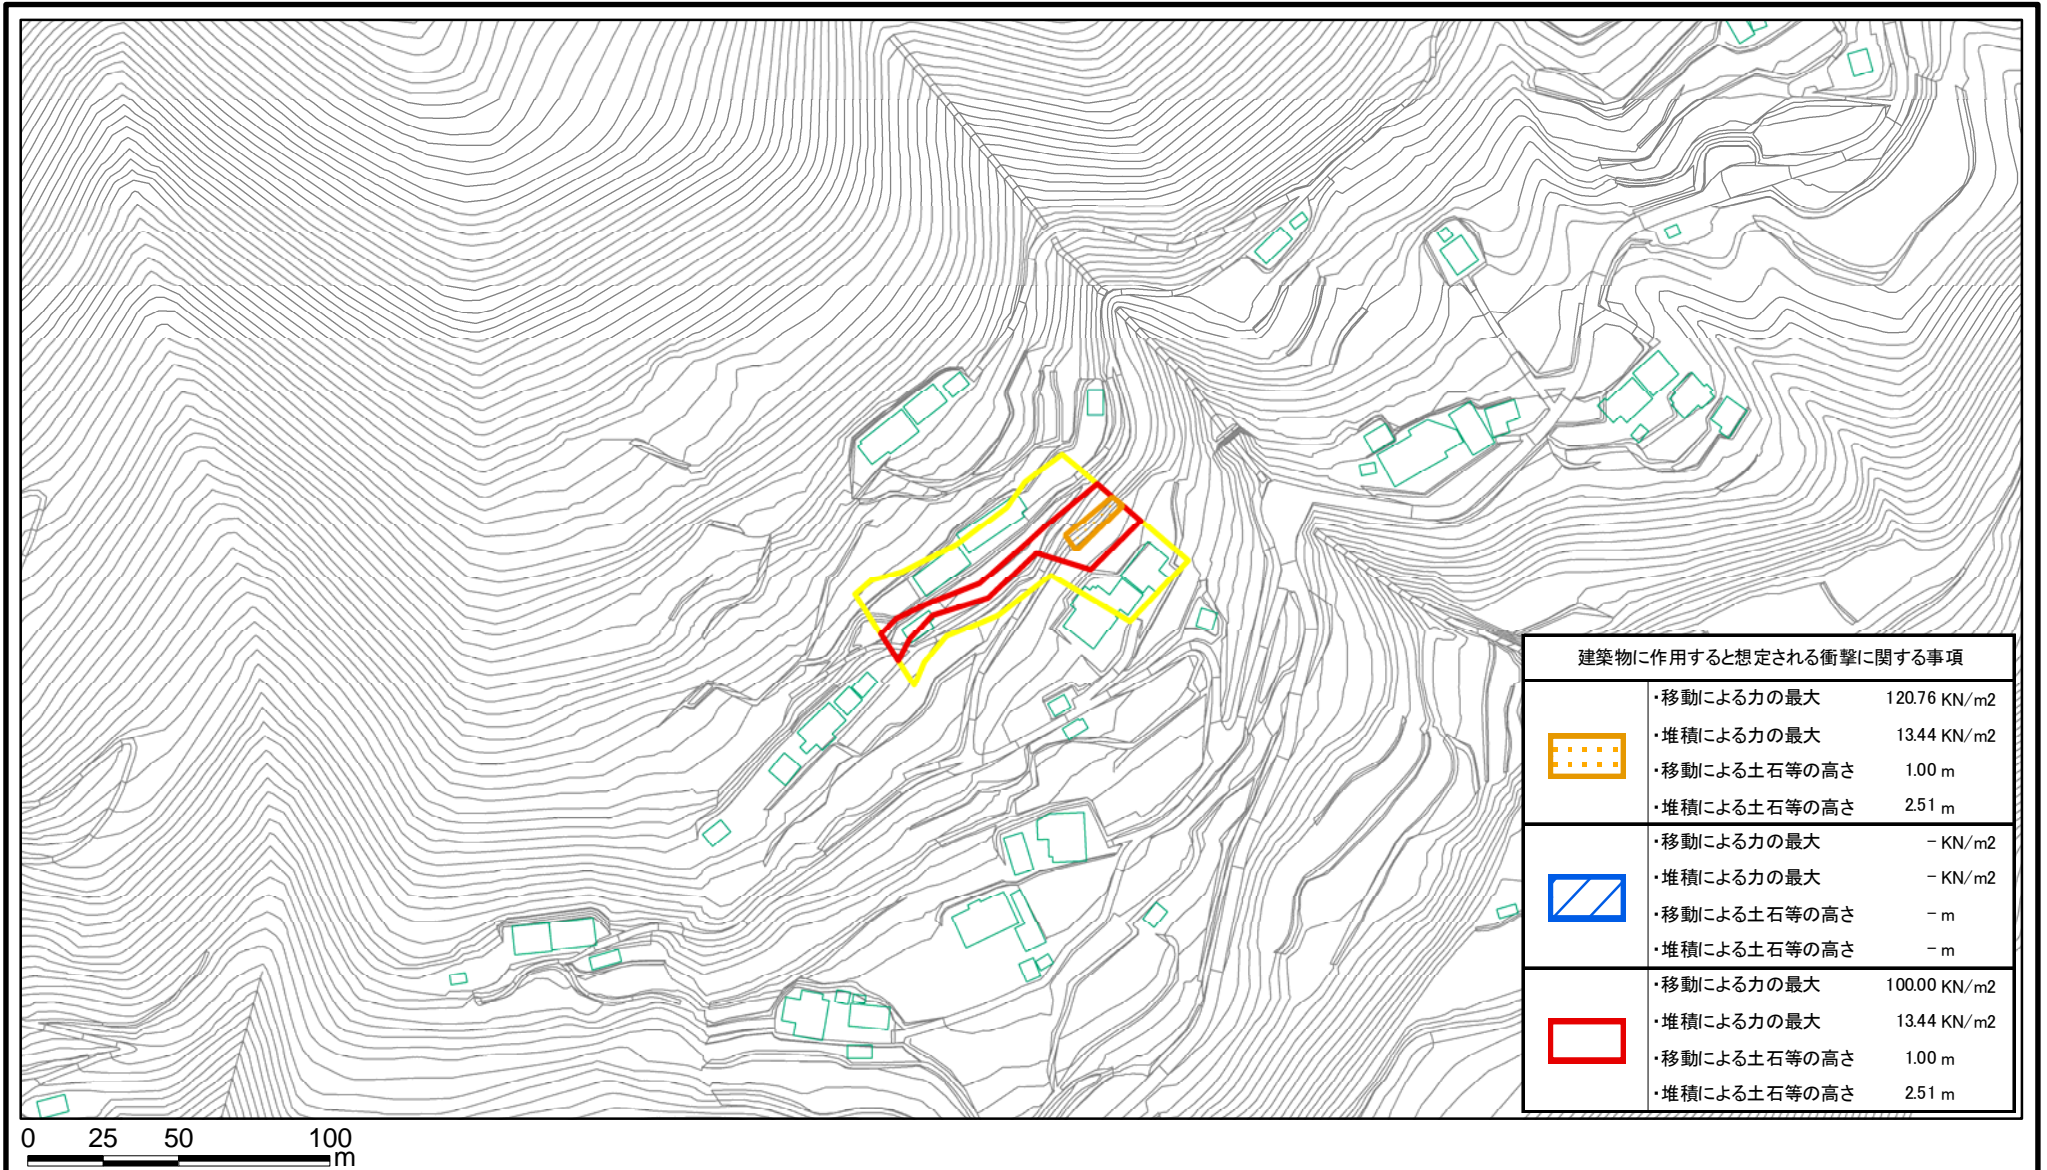 建築物に作用すると想定される衝撃に関する事項
・移動による力の最大 120.76 KN/m2
・堆積による力の最大 13.44 KN/m2
・移動による土石等の高さ 1.00 m
・堆積による土石等の高さ 2.51 m
・移動による力の最大 - KN/m2
・堆積による力の最大 - KN/m2
・移動による土石等の高さ - m
・堆積による土石等の高さ - m
・移動による力の最大 100.00 KN/m2
・堆積による力の最大 13.44 KN/m2
・移動による土石等の高さ 1.00 m
・堆積による土石等の高さ 2.51 m
0 25 50 100
m